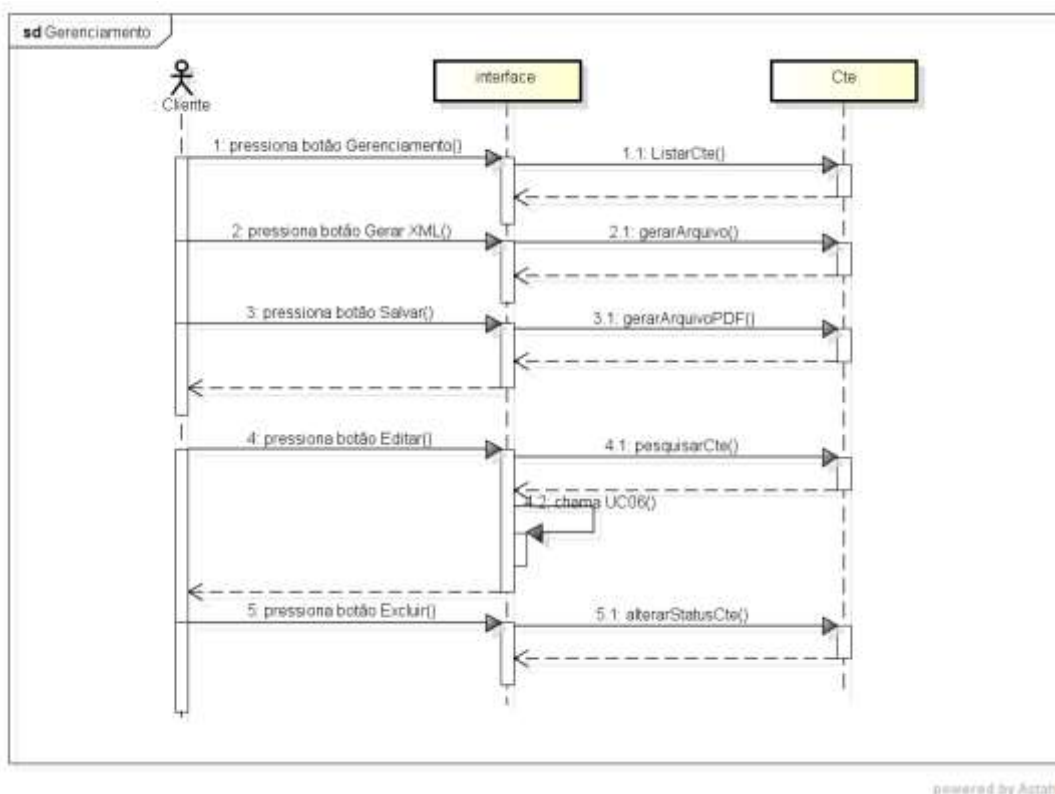 sd Gerenciamento
: Cliente
interface
Cte
1: pressiona botão Gerenciamento()
1.1: ListarCte()
2: pressiona botão Gerar XML()
2.1: gerarArquivo()
3: pressiona botão Salvar()
3.1: gerarArquivoPDF()
4: pressiona botão Editar()
4.1: pesquisarCte()
4.2: chama UC06()
5: pressiona botão Excluir()
5.1: alterarStatusCte()
powered by Astah